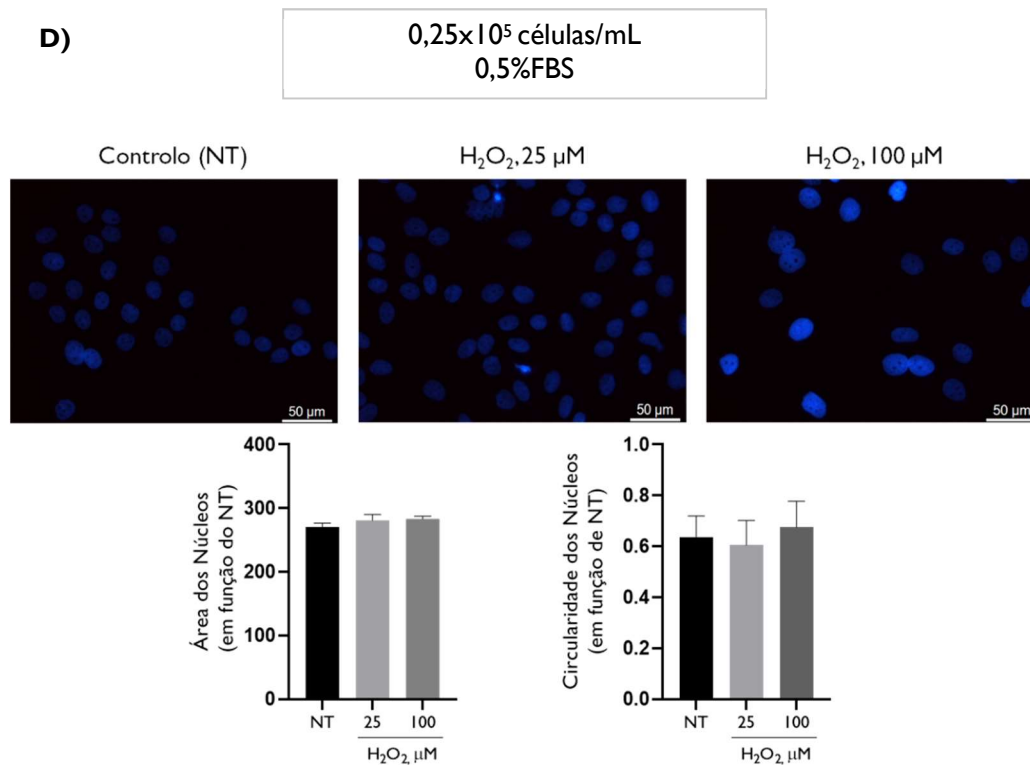 D)
0,25x10⁵ células/mL
0,5%FBS
Controlo (NT)
H₂O₂, 25 µM
H₂O₂, 100 µM
50 µm
50 µm
50 µm
Área dos Núcleos
(em função do NT)
400
300
200
100
0
NT
25
100
H₂O₂, µM
Circularidade dos Núcleos
(em função de NT)
1.0
0.8
0.6
0.4
0.2
0.0
NT
25
100
H₂O₂, µM